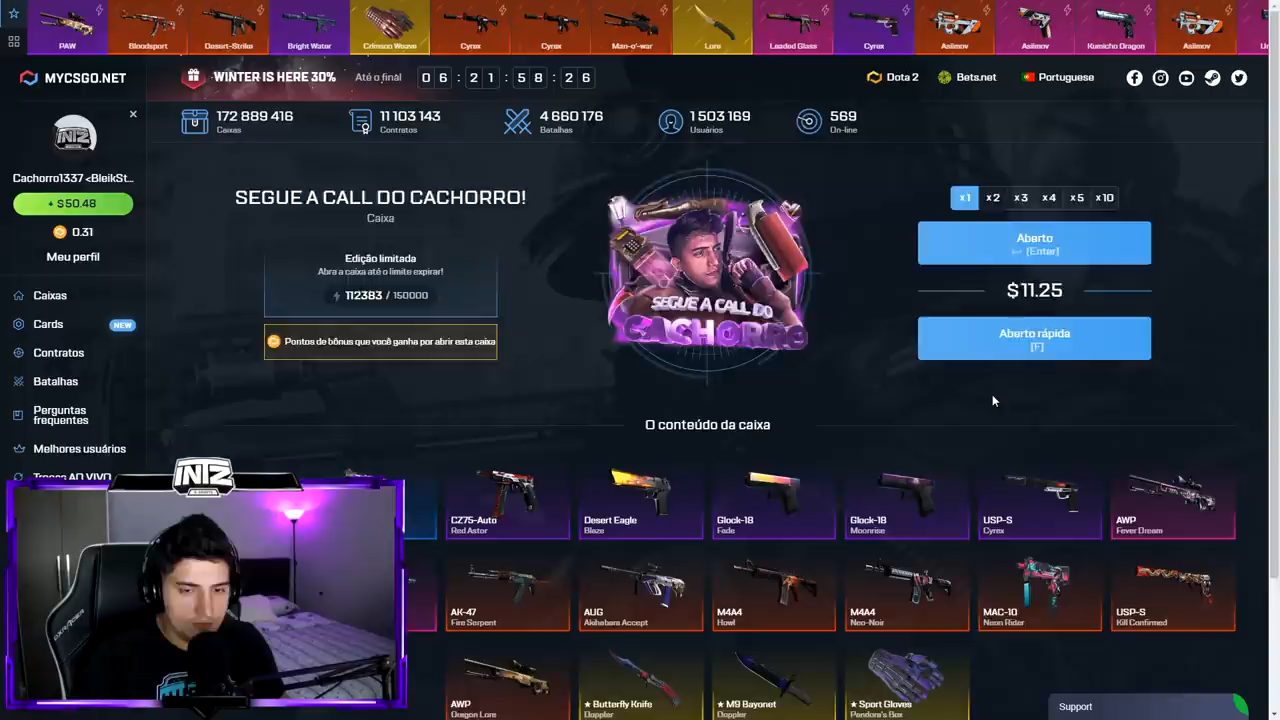 PAW
Bloodsport
Desert-Strike
Bright Water
Crimson Weave
Cyrex
Cyrex
Man-o'-war
Lore
Loaded Glass
Cyrex
Asiimov
Asiimov
Kumicho Dragon
Asiimov
MYCSGO.NET
WINTER IS HERE 30%
Até o final
0 6 : 2 1 : 5 8 : 2 6
Dota 2
Bets.net
Portuguese
172 889 416
Caixas
11 103 143
Contratos
4 660 176
Batalhas
1 503 169
Usuários
569
On-line
INTZ
Cachorro1337 <BleikSt...
+ $50.48
0.31
Meu perfil
Caixas
Cards
NEW
Contratos
Batalhas
Perguntas
frequentes
Melhores usuários
Trocas AO VIVO
SEGUE A CALL DO CACHORRO!
Caixa
Edição limitada
Abra a caixa até o limite expirar!
112383 / 150000
Pontos de bônus que você ganha por abrir esta caixa
SEGUE A CALL DO
CACHORRO
x1 x2 x3 x4 x5 x10
Aberto
[Enter]
$11.25
Aberto rápida
[F]
O conteúdo da caixa
CZ75-Auto
Red Astor
Desert Eagle
Blaze
Glock-18
Fade
Glock-18
Moonrise
USP-S
Cyrex
AWP
Fever Dream
AK-47
Fire Serpent
AUG
Akihabara Accept
M4A4
Howl
M4A4
Neo-Noir
MAC-10
Neon Rider
USP-S
Kill Confirmed
AWP
Dragon Lore
★ Butterfly Knife
Doppler
★ M9 Bayonet
Doppler
★ Sport Gloves
Pandora's Box
INTZ
Support